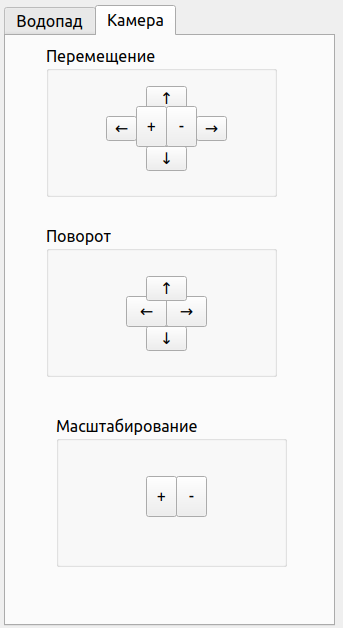 Водопад Камера
Перемещение
↑
← + - →
↓
Поворот
↑
← →
↓
Масштабирование
+ -